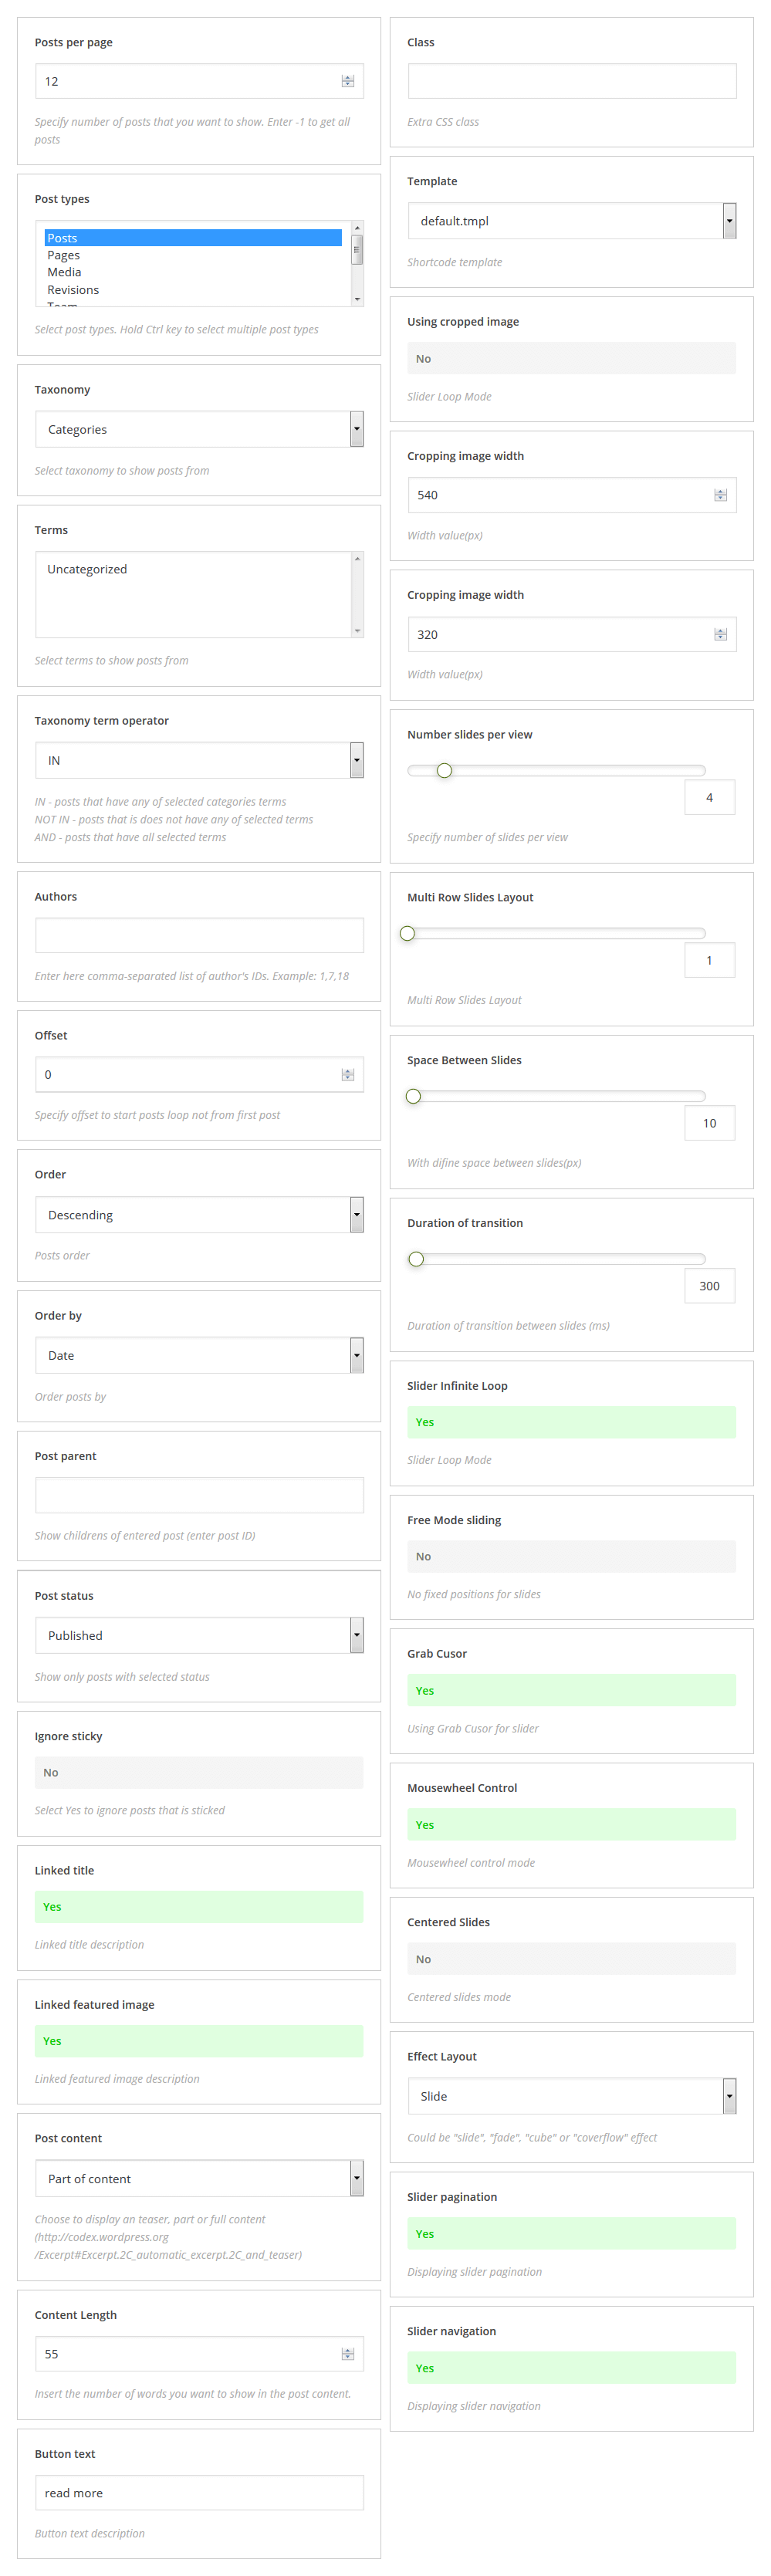 Posts per page
12
Specify number of posts that you want to show. Enter -1 to get all
posts
Post types
Posts
Pages
Media
Revisions
Team
Select post types. Hold Ctrl key to select multiple post types
Taxonomy
Categories
Select taxonomy to show posts from
Terms
Uncategorized
Select terms to show posts from
Taxonomy term operator
IN
IN - posts that have any of selected categories terms
NOT IN - posts that is does not have any of selected terms
AND - posts that have all selected terms
Authors
Enter here comma-separated list of author's IDs. Example: 1,7,18
Offset
0
Specify offset to start posts loop not from first post
Order
Descending
Posts order
Order by
Date
Order posts by
Post parent
Show childrens of entered post (enter post ID)
Post status
Published
Show only posts with selected status
Ignore sticky
No
Select Yes to ignore posts that is sticked
Linked title
Yes
Linked title description
Linked featured image
Yes
Linked featured image description
Post content
Part of content
Choose to display an teaser, part or full content
(http://codex.wordpress.org
/Excerpt#Excerpt.2C_automatic_excerpt.2C_and_teaser)
Content Length
55
Insert the number of words you want to show in the post content.
Button text
read more
Button text description
Class
Extra CSS class
Template
default.tmpl
Shortcode template
Using cropped image
No
Slider Loop Mode
Cropping image width
540
Width value(px)
Cropping image width
320
Width value(px)
Number slides per view
4
Specify number of slides per view
Multi Row Slides Layout
1
Multi Row Slides Layout
Space Between Slides
10
With difine space between slides(px)
Duration of transition
300
Duration of transition between slides (ms)
Slider Infinite Loop
Yes
Slider Loop Mode
Free Mode sliding
No
No fixed positions for slides
Grab Cusor
Yes
Using Grab Cusor for slider
Mousewheel Control
Yes
Mousewheel control mode
Centered Slides
No
Centered slides mode
Effect Layout
Slide
Could be "slide", "fade", "cube" or "coverflow" effect
Slider pagination
Yes
Displaying slider pagination
Slider navigation
Yes
Displaying slider navigation